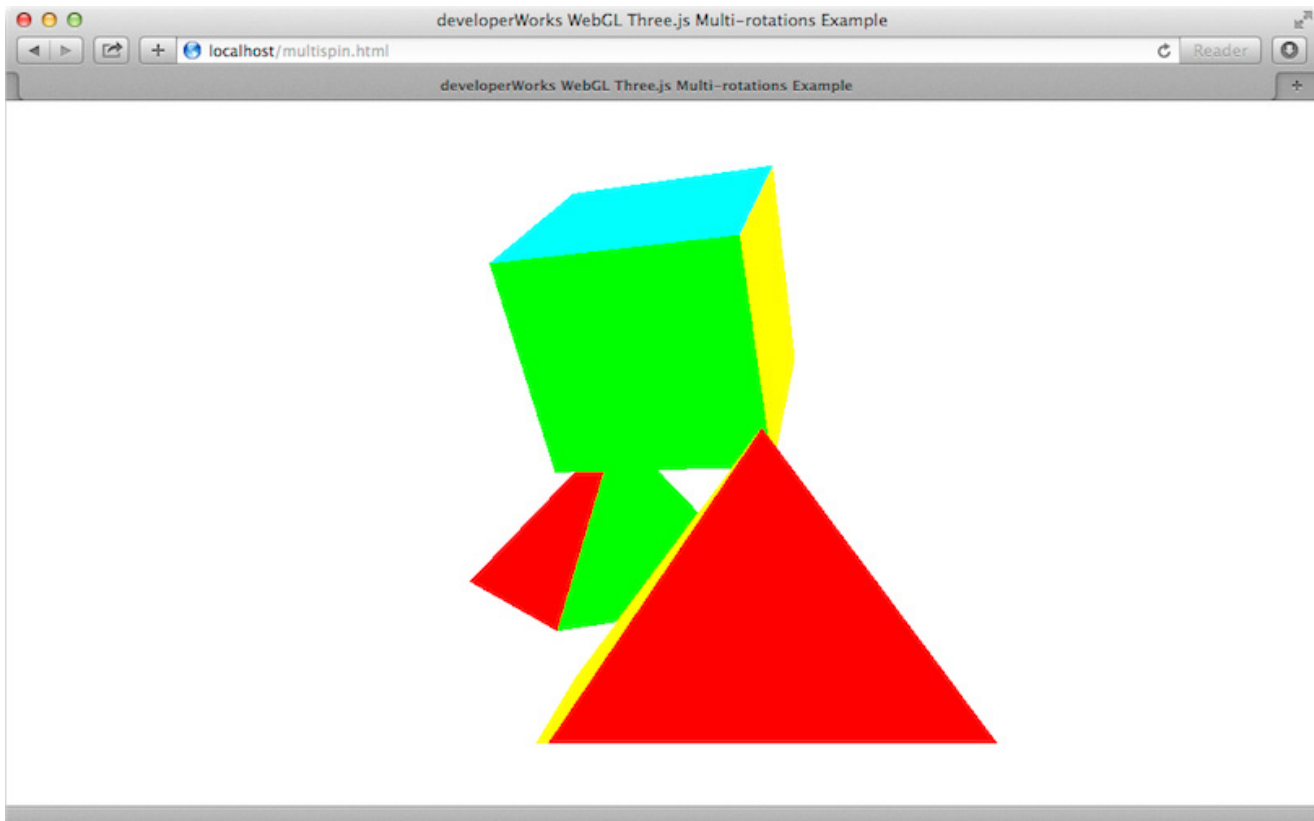 developerWorks WebGL Three.js Multi-rotations Example
localhost/multispin.html
Reader
developerWorks WebGL Three.js Multi-rotations Example